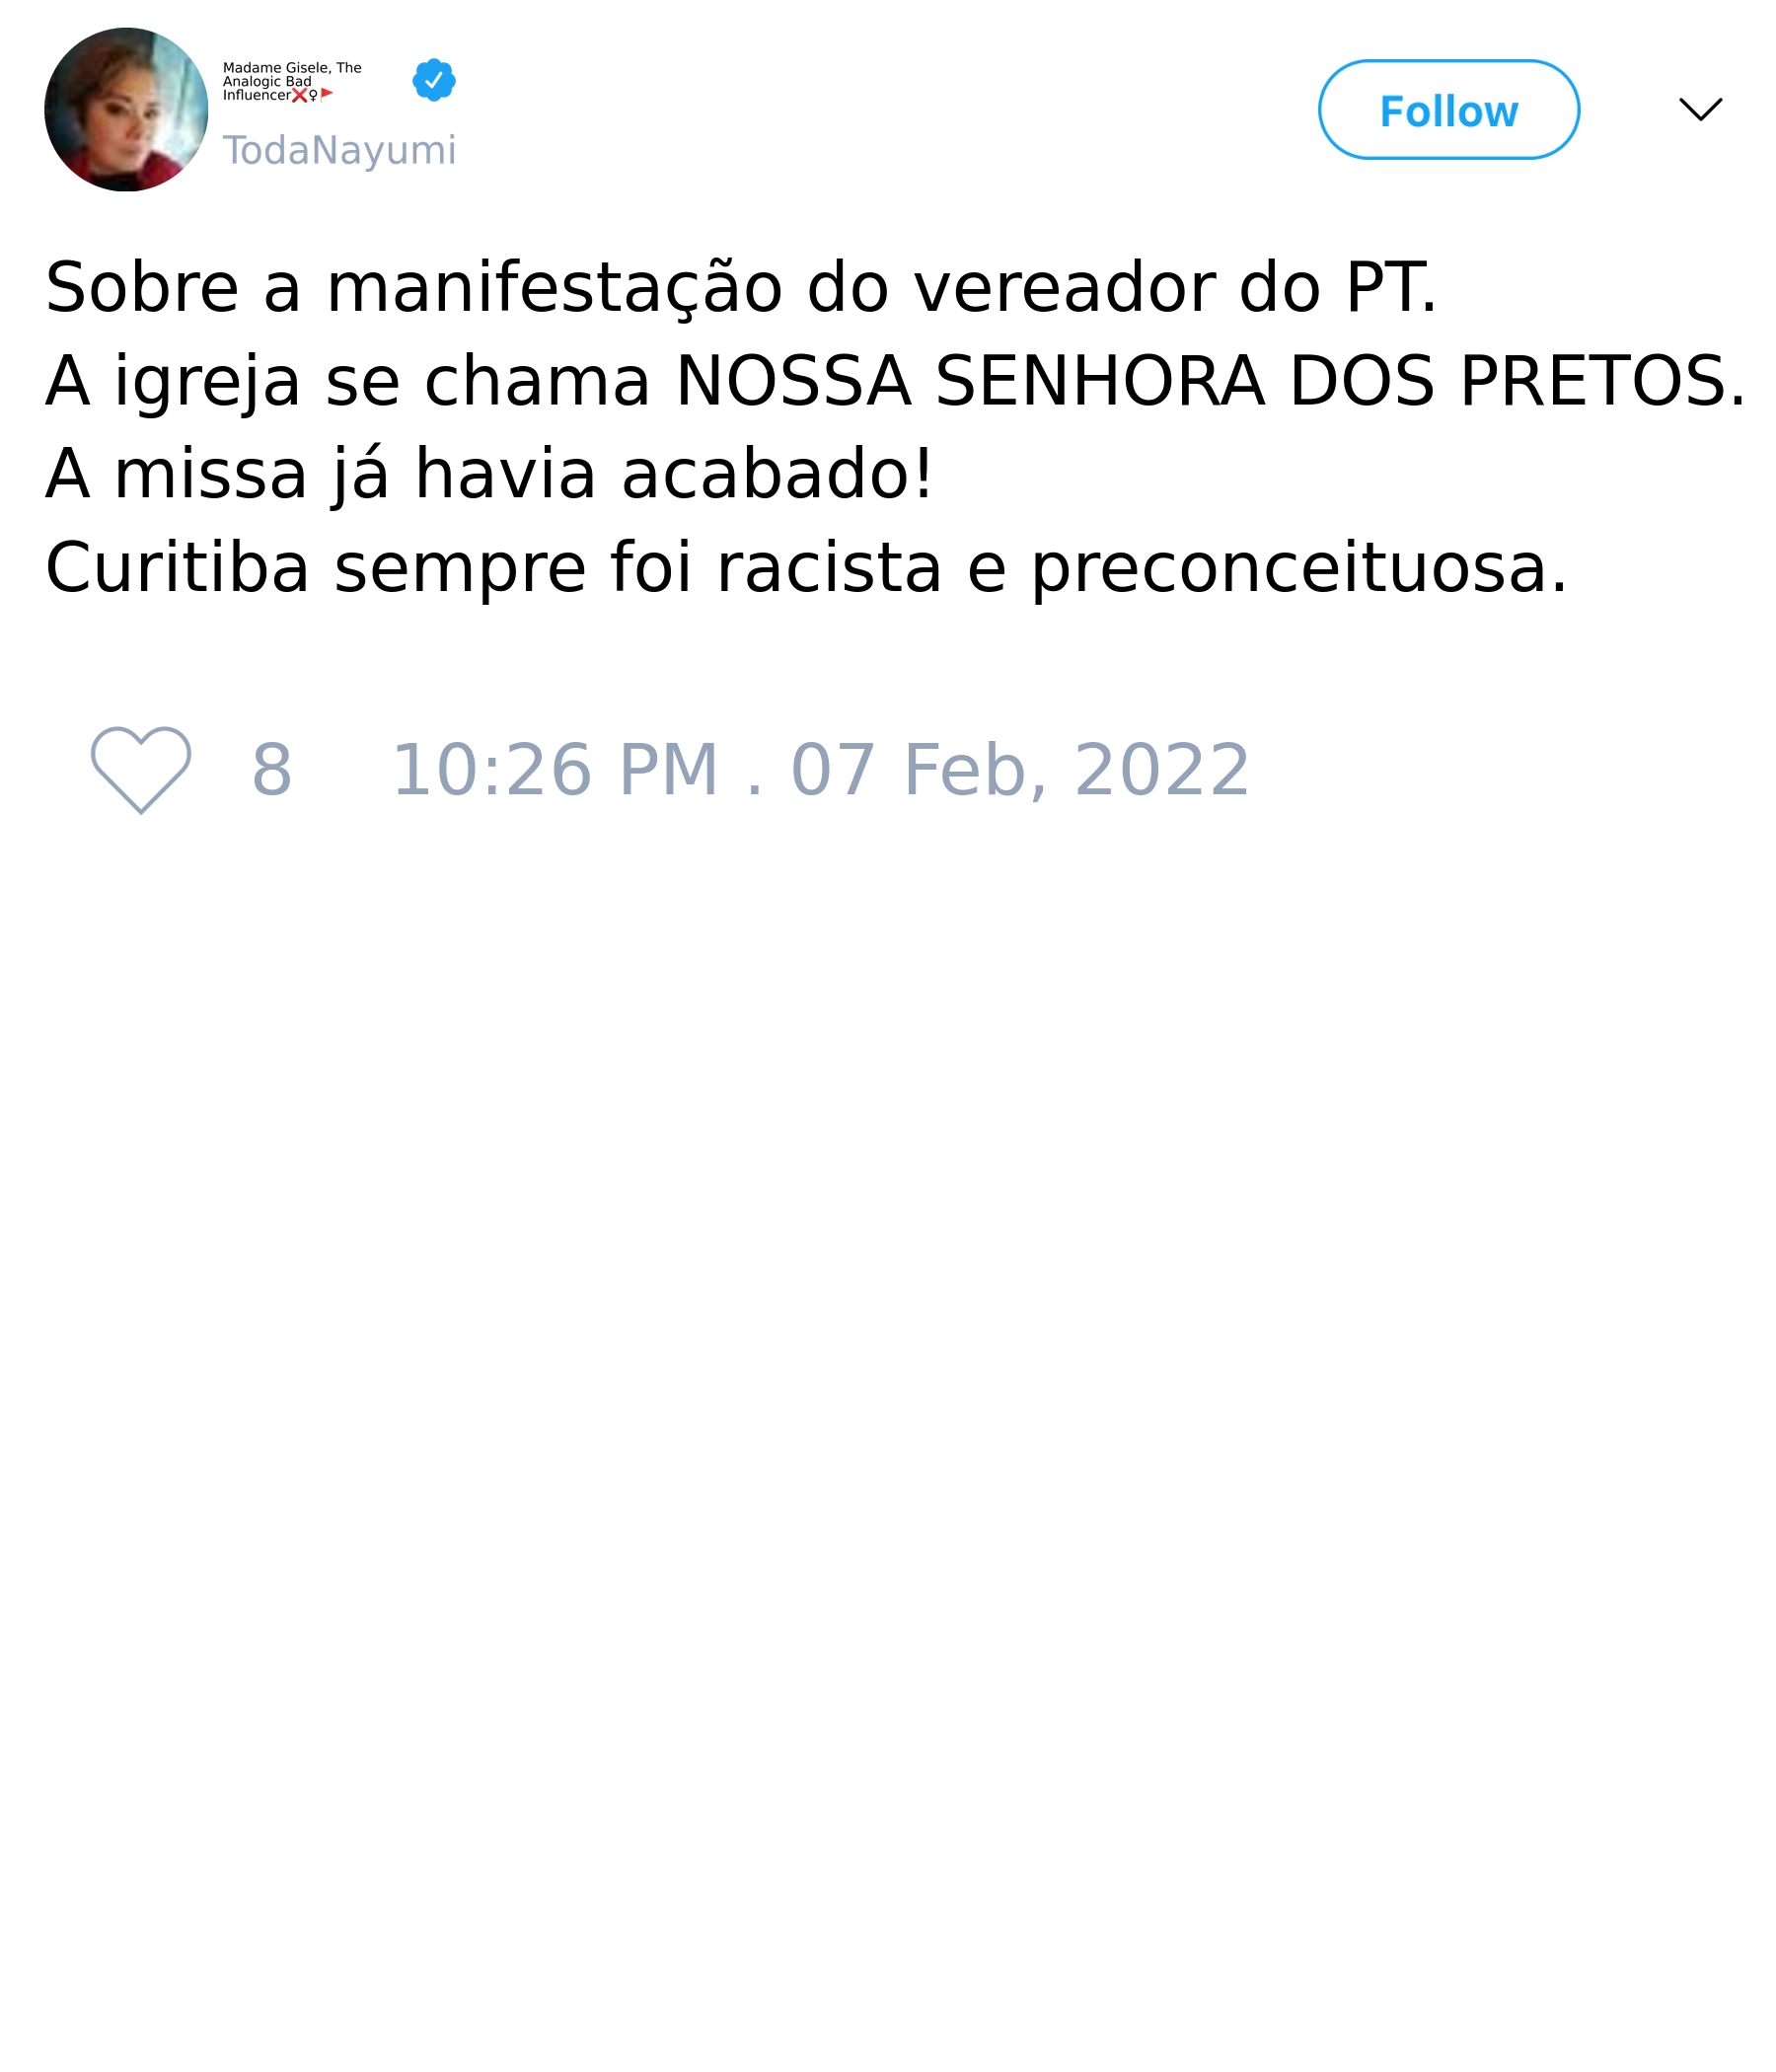 Madame Gisele, The
Analogic Bad
Influencer❌♀🚩
TodaNayumi
Follow
Sobre a manifestação do vereador do PT.
A igreja se chama NOSSA SENHORA DOS PRETOS.
A missa já havia acabado!
Curitiba sempre foi racista e preconceituosa.
8 10:26 PM . 07 Feb, 2022